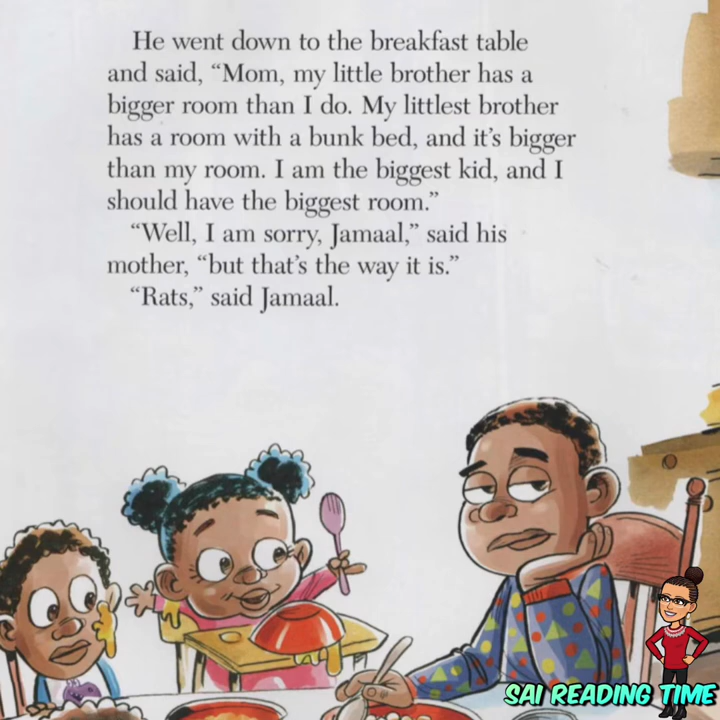 He went down to the breakfast table
and said, “Mom, my little brother has a
bigger room than I do. My littlest brother
has a room with a bunk bed, and it’s bigger
than my room. I am the biggest kid, and I
should have the biggest room.”
“Well, I am sorry, Jamaal,” said his
mother, “but that’s the way it is.”
“Rats,” said Jamaal.
SAI READING TIME